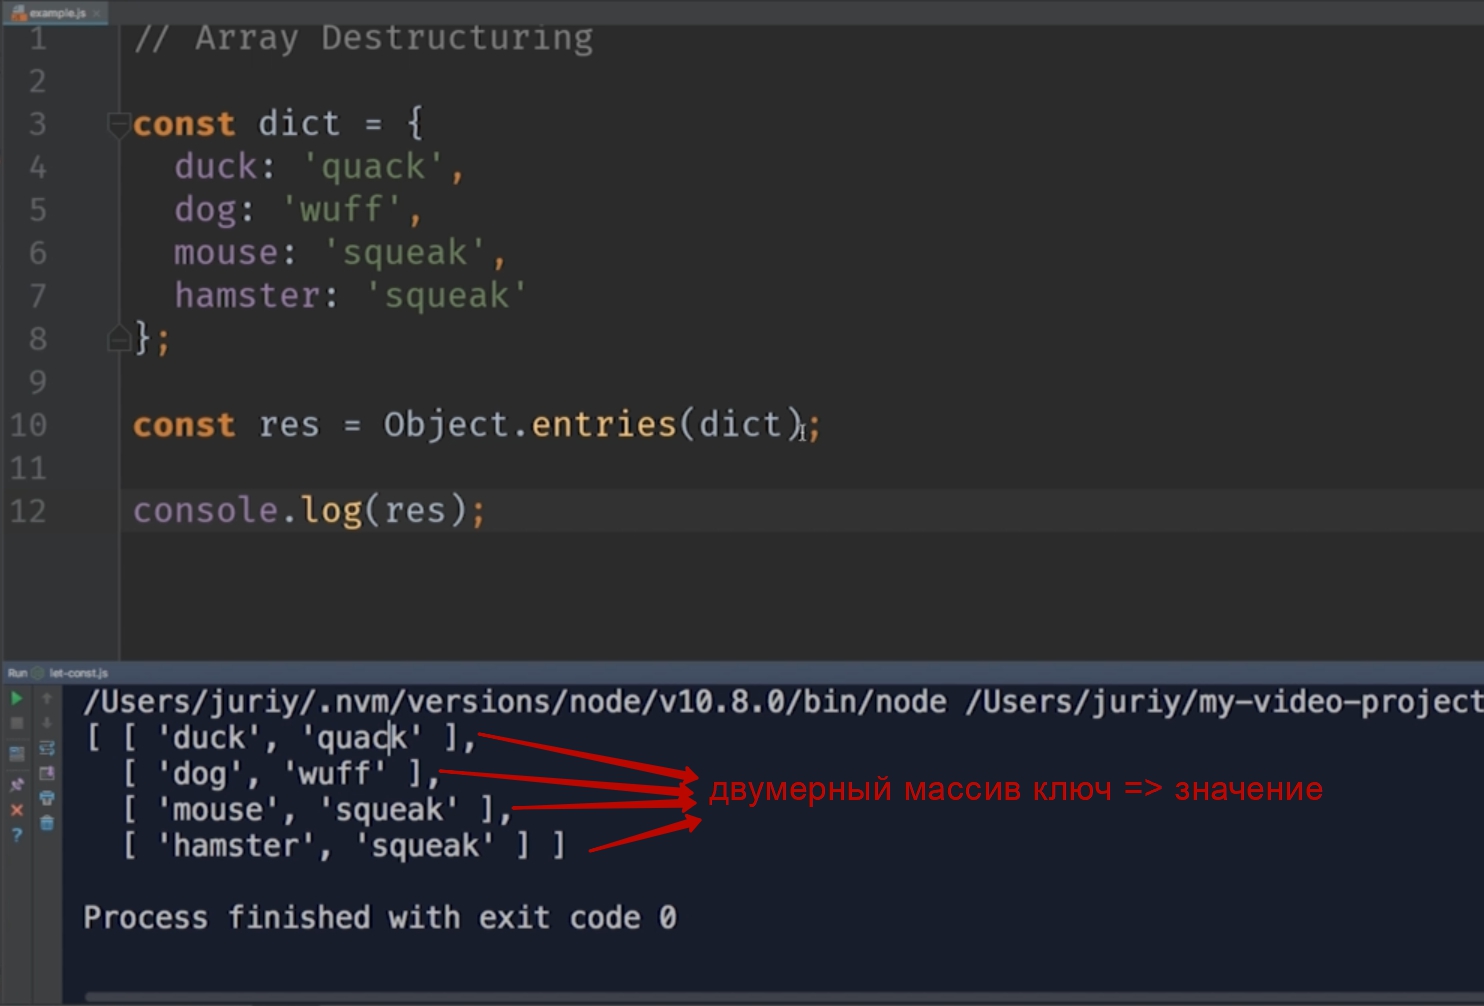 example.js
1 // Array Destructuring
2
3 const dict = {
4 duck: 'quack',
5 dog: 'wuff',
6 mouse: 'squeak',
7 hamster: 'squeak'
8 };
9
10 const res = Object.entries(dict);
11
12 console.log(res);
Run let-const.js
/Users/juriy/.nvm/versions/node/v10.8.0/bin/node /Users/juriy/my-video-project
[ [ 'duck', 'quack' ],
[ 'dog', 'wuff' ],
двумерный массив ключ => значение
[ 'mouse', 'squeak' ],
[ 'hamster', 'squeak' ] ]
Process finished with exit code 0